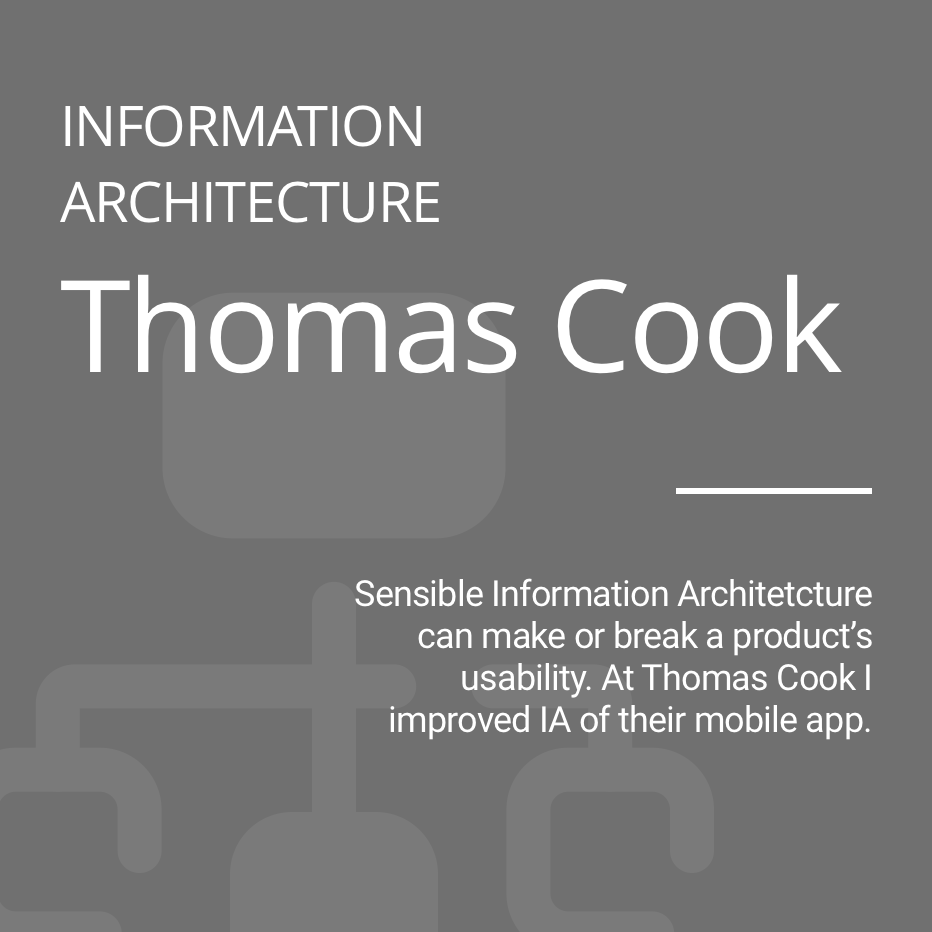 INFORMATION
ARCHITECTURE
Thomas Cook
Sensible Information Architetcture
can make or break a product’s
usability. At Thomas Cook I
improved IA of their mobile app.